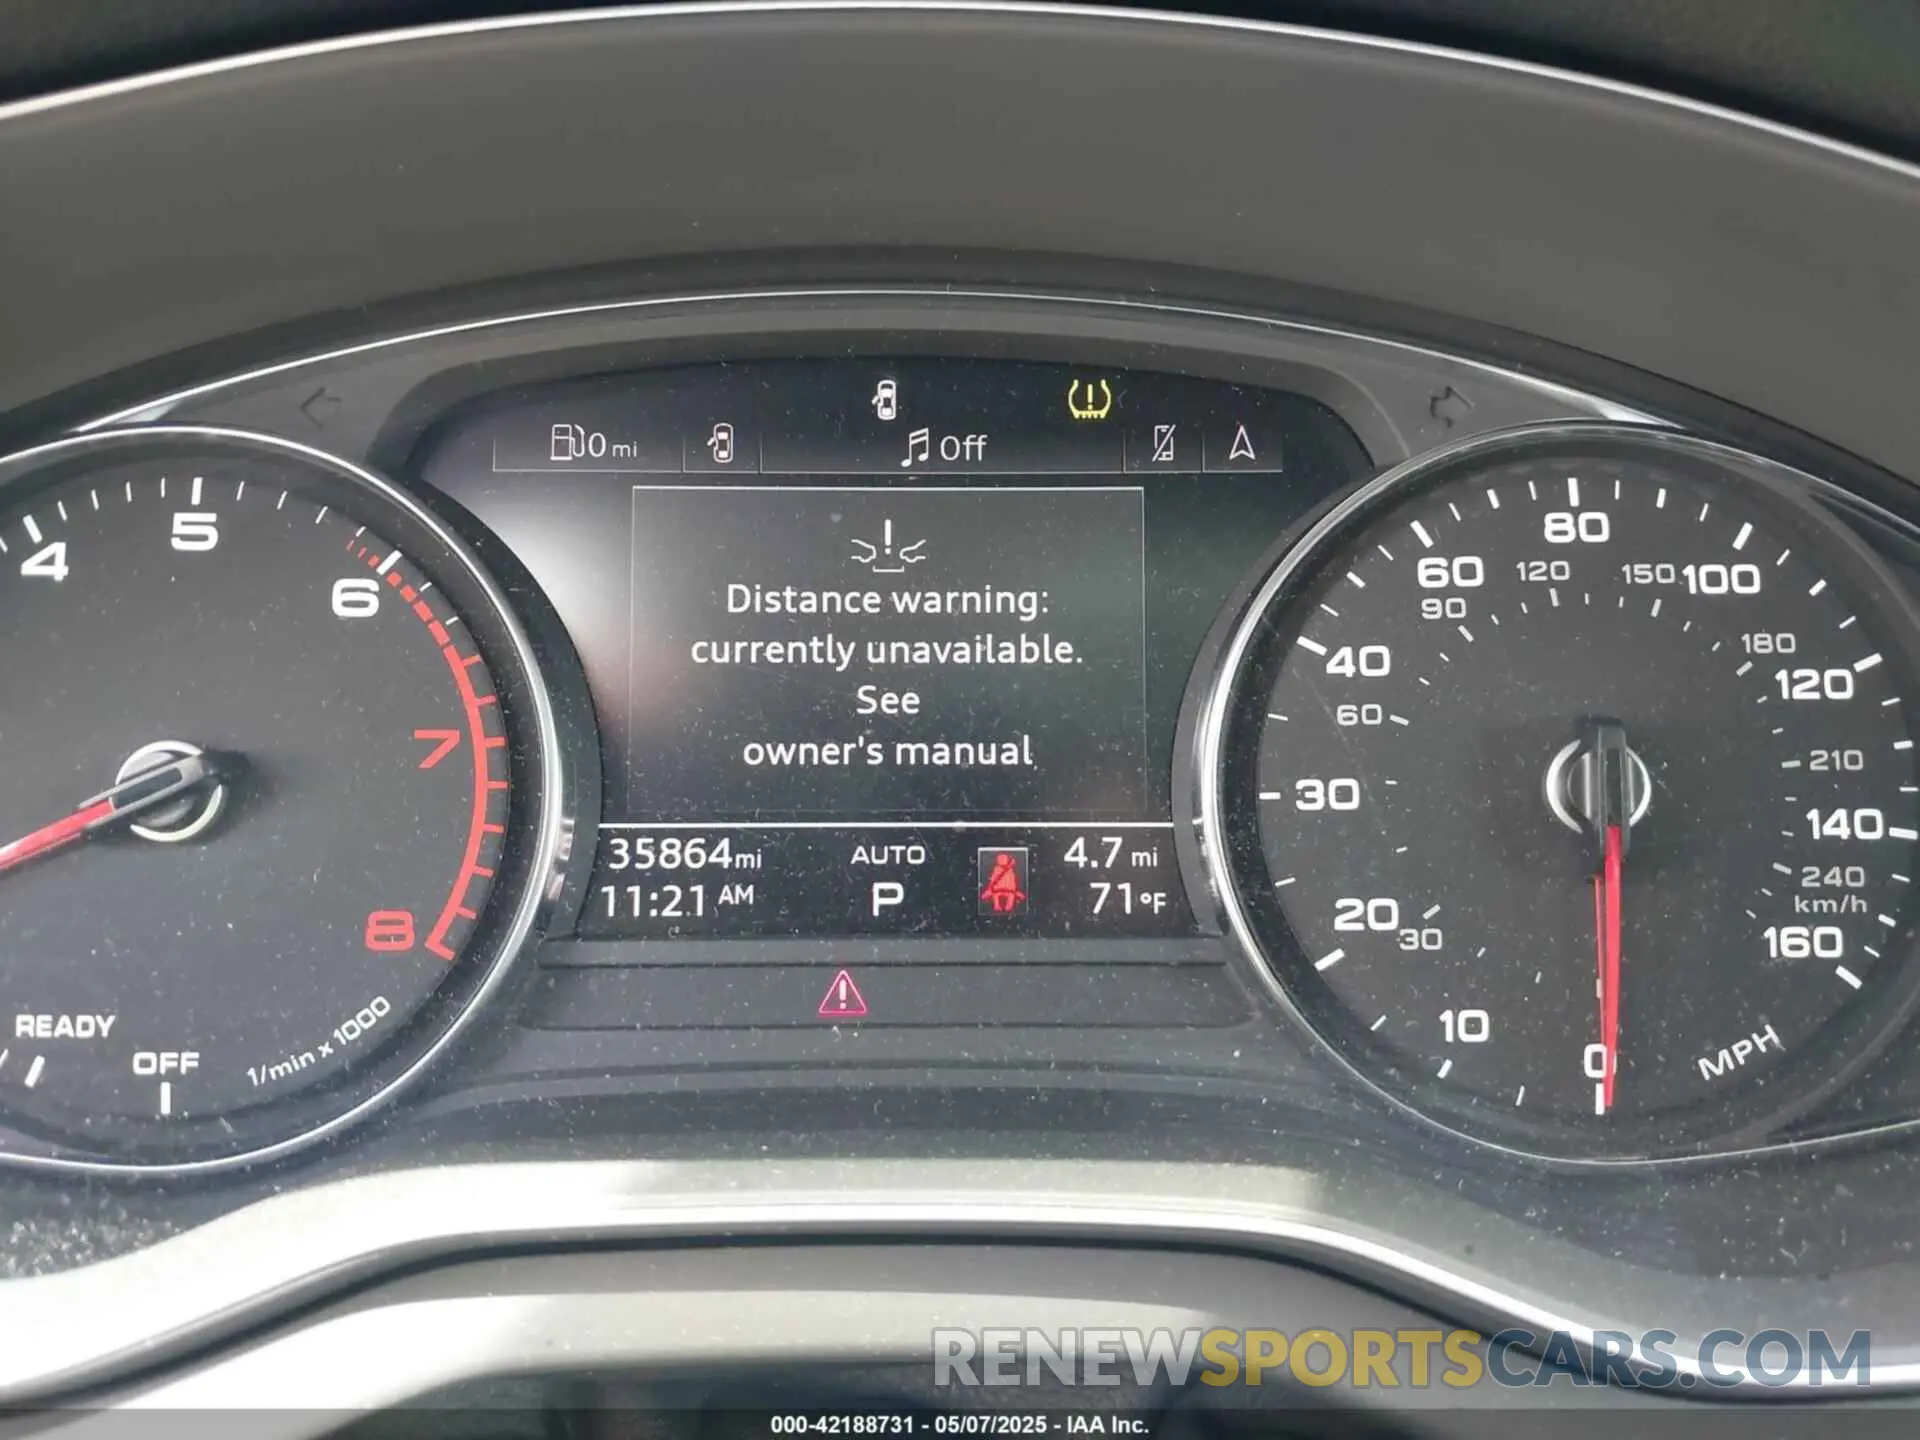 0 mi
Off
Distance warning:
currently unavailable.
See
owner's manual
35864 mi
AUTO
4.7 mi
11:21 AM
P
71°F
4
5
6
7
8
READY
OFF
1/min x 1000
0
10
20
30
40
60
80
100
120
140
160
MPH
30
60
90
120
150
180
210
240
km/h
RENEWSPORTSCARS.COM
000-42188731 - 05/07/2025 - IAA Inc.